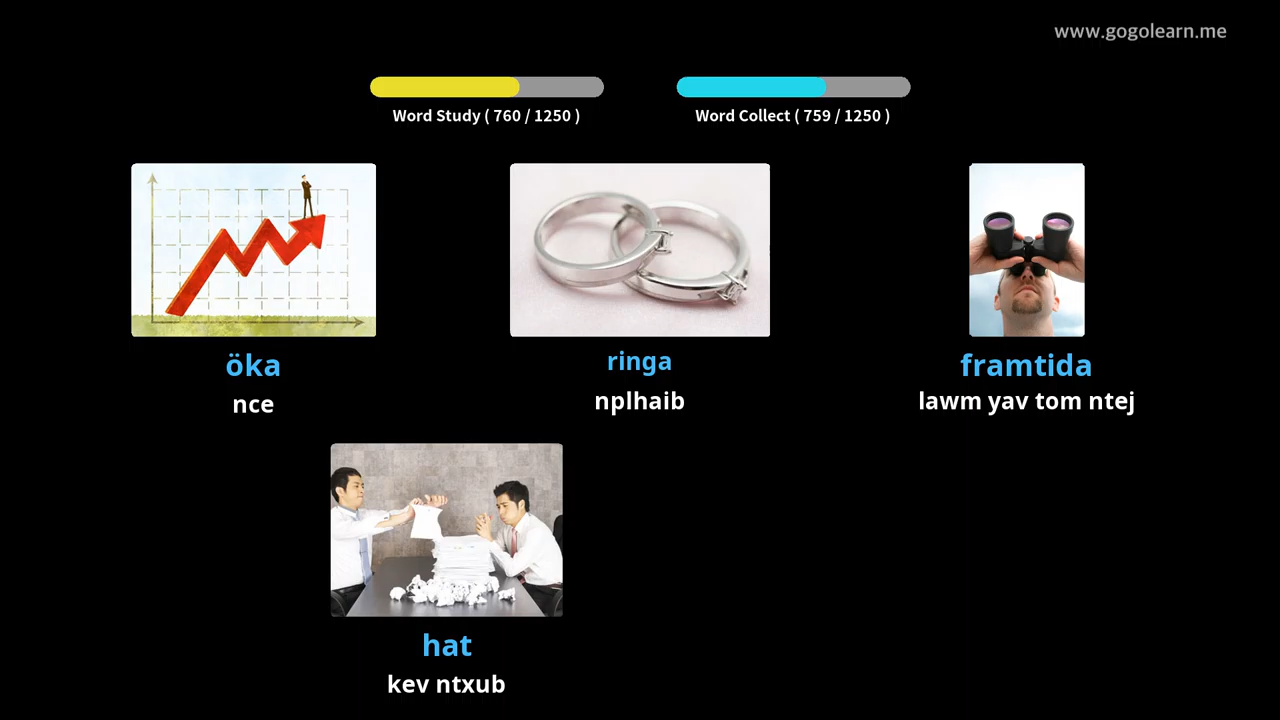 www.gogolearn.me
Word Study ( 760 / 1250 )
Word Collect ( 759 / 1250 )
öka
nce
ringa
nplhaib
framtida
lawm yav tom ntej
hat
kev ntxub